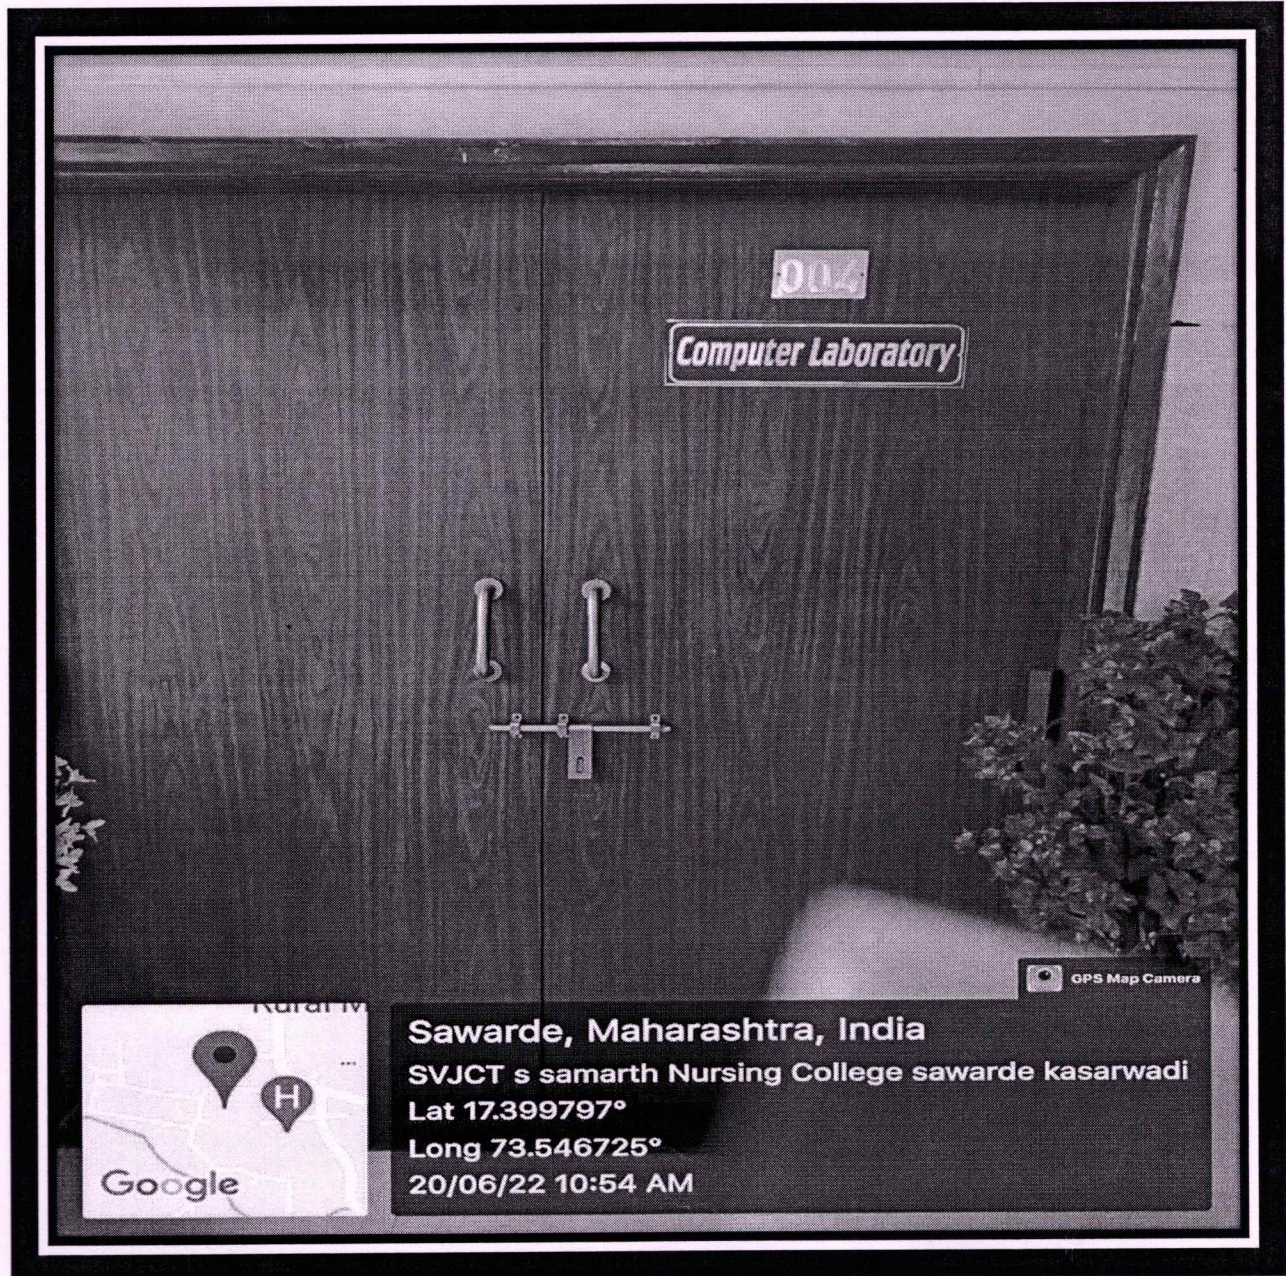 004
Computer Laboratory
GPS Map Camera
Sawarde, Maharashtra, India
SVJCT s samarth Nursing College sawarde kasarwadi
Lat 17.399797°
Long 73.546725°
20/06/22 10:54 AM
H
Google